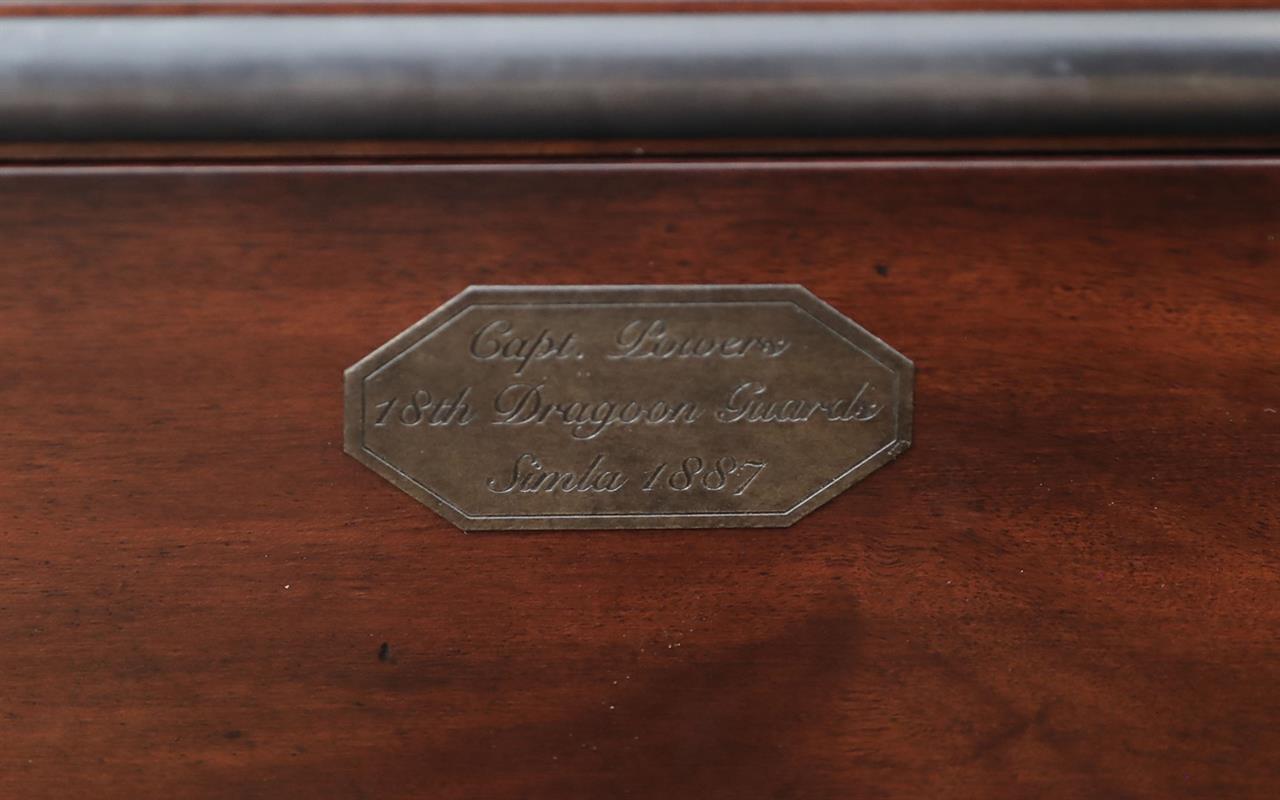 Capt. Powers
18th Dragoon Guards
Simla 1887